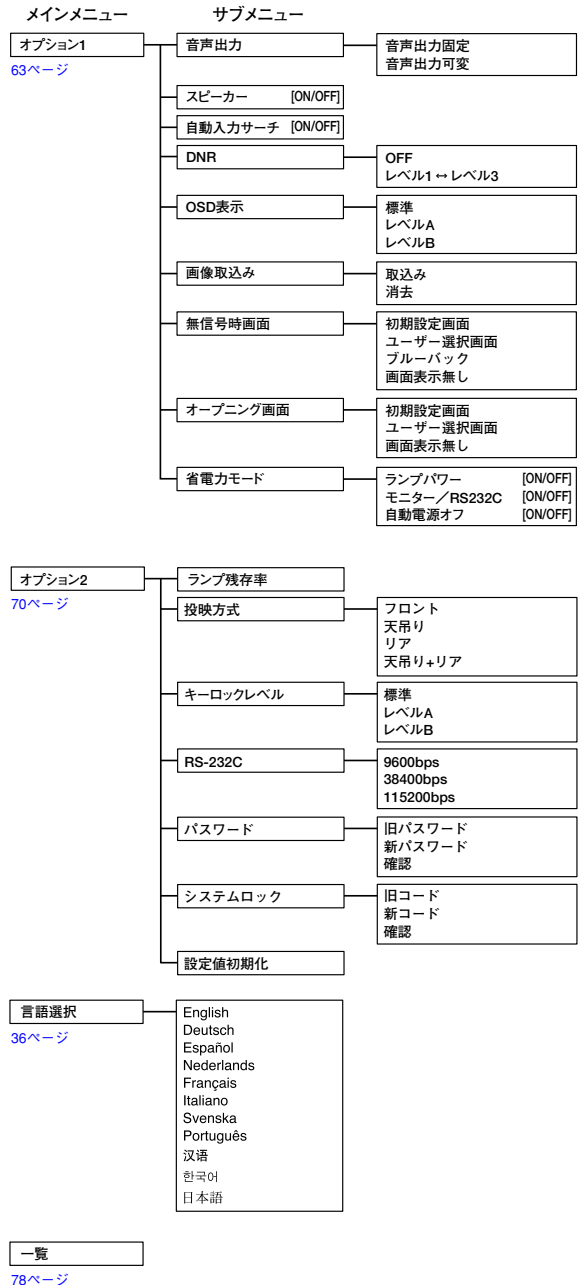 メインメニュー
サブメニュー
オプション1
63ページ
音声出力
音声出力固定
音声出力可変
スピーカー [ON/OFF]
自動入力サーチ [ON/OFF]
DNR
OFF
レベル1↔レベル3
OSD表示
標準
レベルA
レベルB
画像取込み
取込み
消去
無信号時画面
初期設定画面
ユーザー選択画面
ブルーバック
画面表示無し
オープニング画面
初期設定画面
ユーザー選択画面
画面表示無し
省電力モード
ランプパワー [ON/OFF]
モニター／RS232C [ON/OFF]
自動電源オフ [ON/OFF]
オプション2
70ページ
ランプ残存率
投映方式
フロント
天吊り
リア
天吊り+リア
キーロックレベル
標準
レベルA
レベルB
RS-232C
9600bps
38400bps
115200bps
パスワード
旧パスワード
新パスワード
確認
システムロック
旧コード
新コード
確認
設定値初期化
言語選択
36ページ
English
Deutsch
Español
Nederlands
Français
Italiano
Svenska
Português
汉语
한국어
日本語
一覧
78ページ